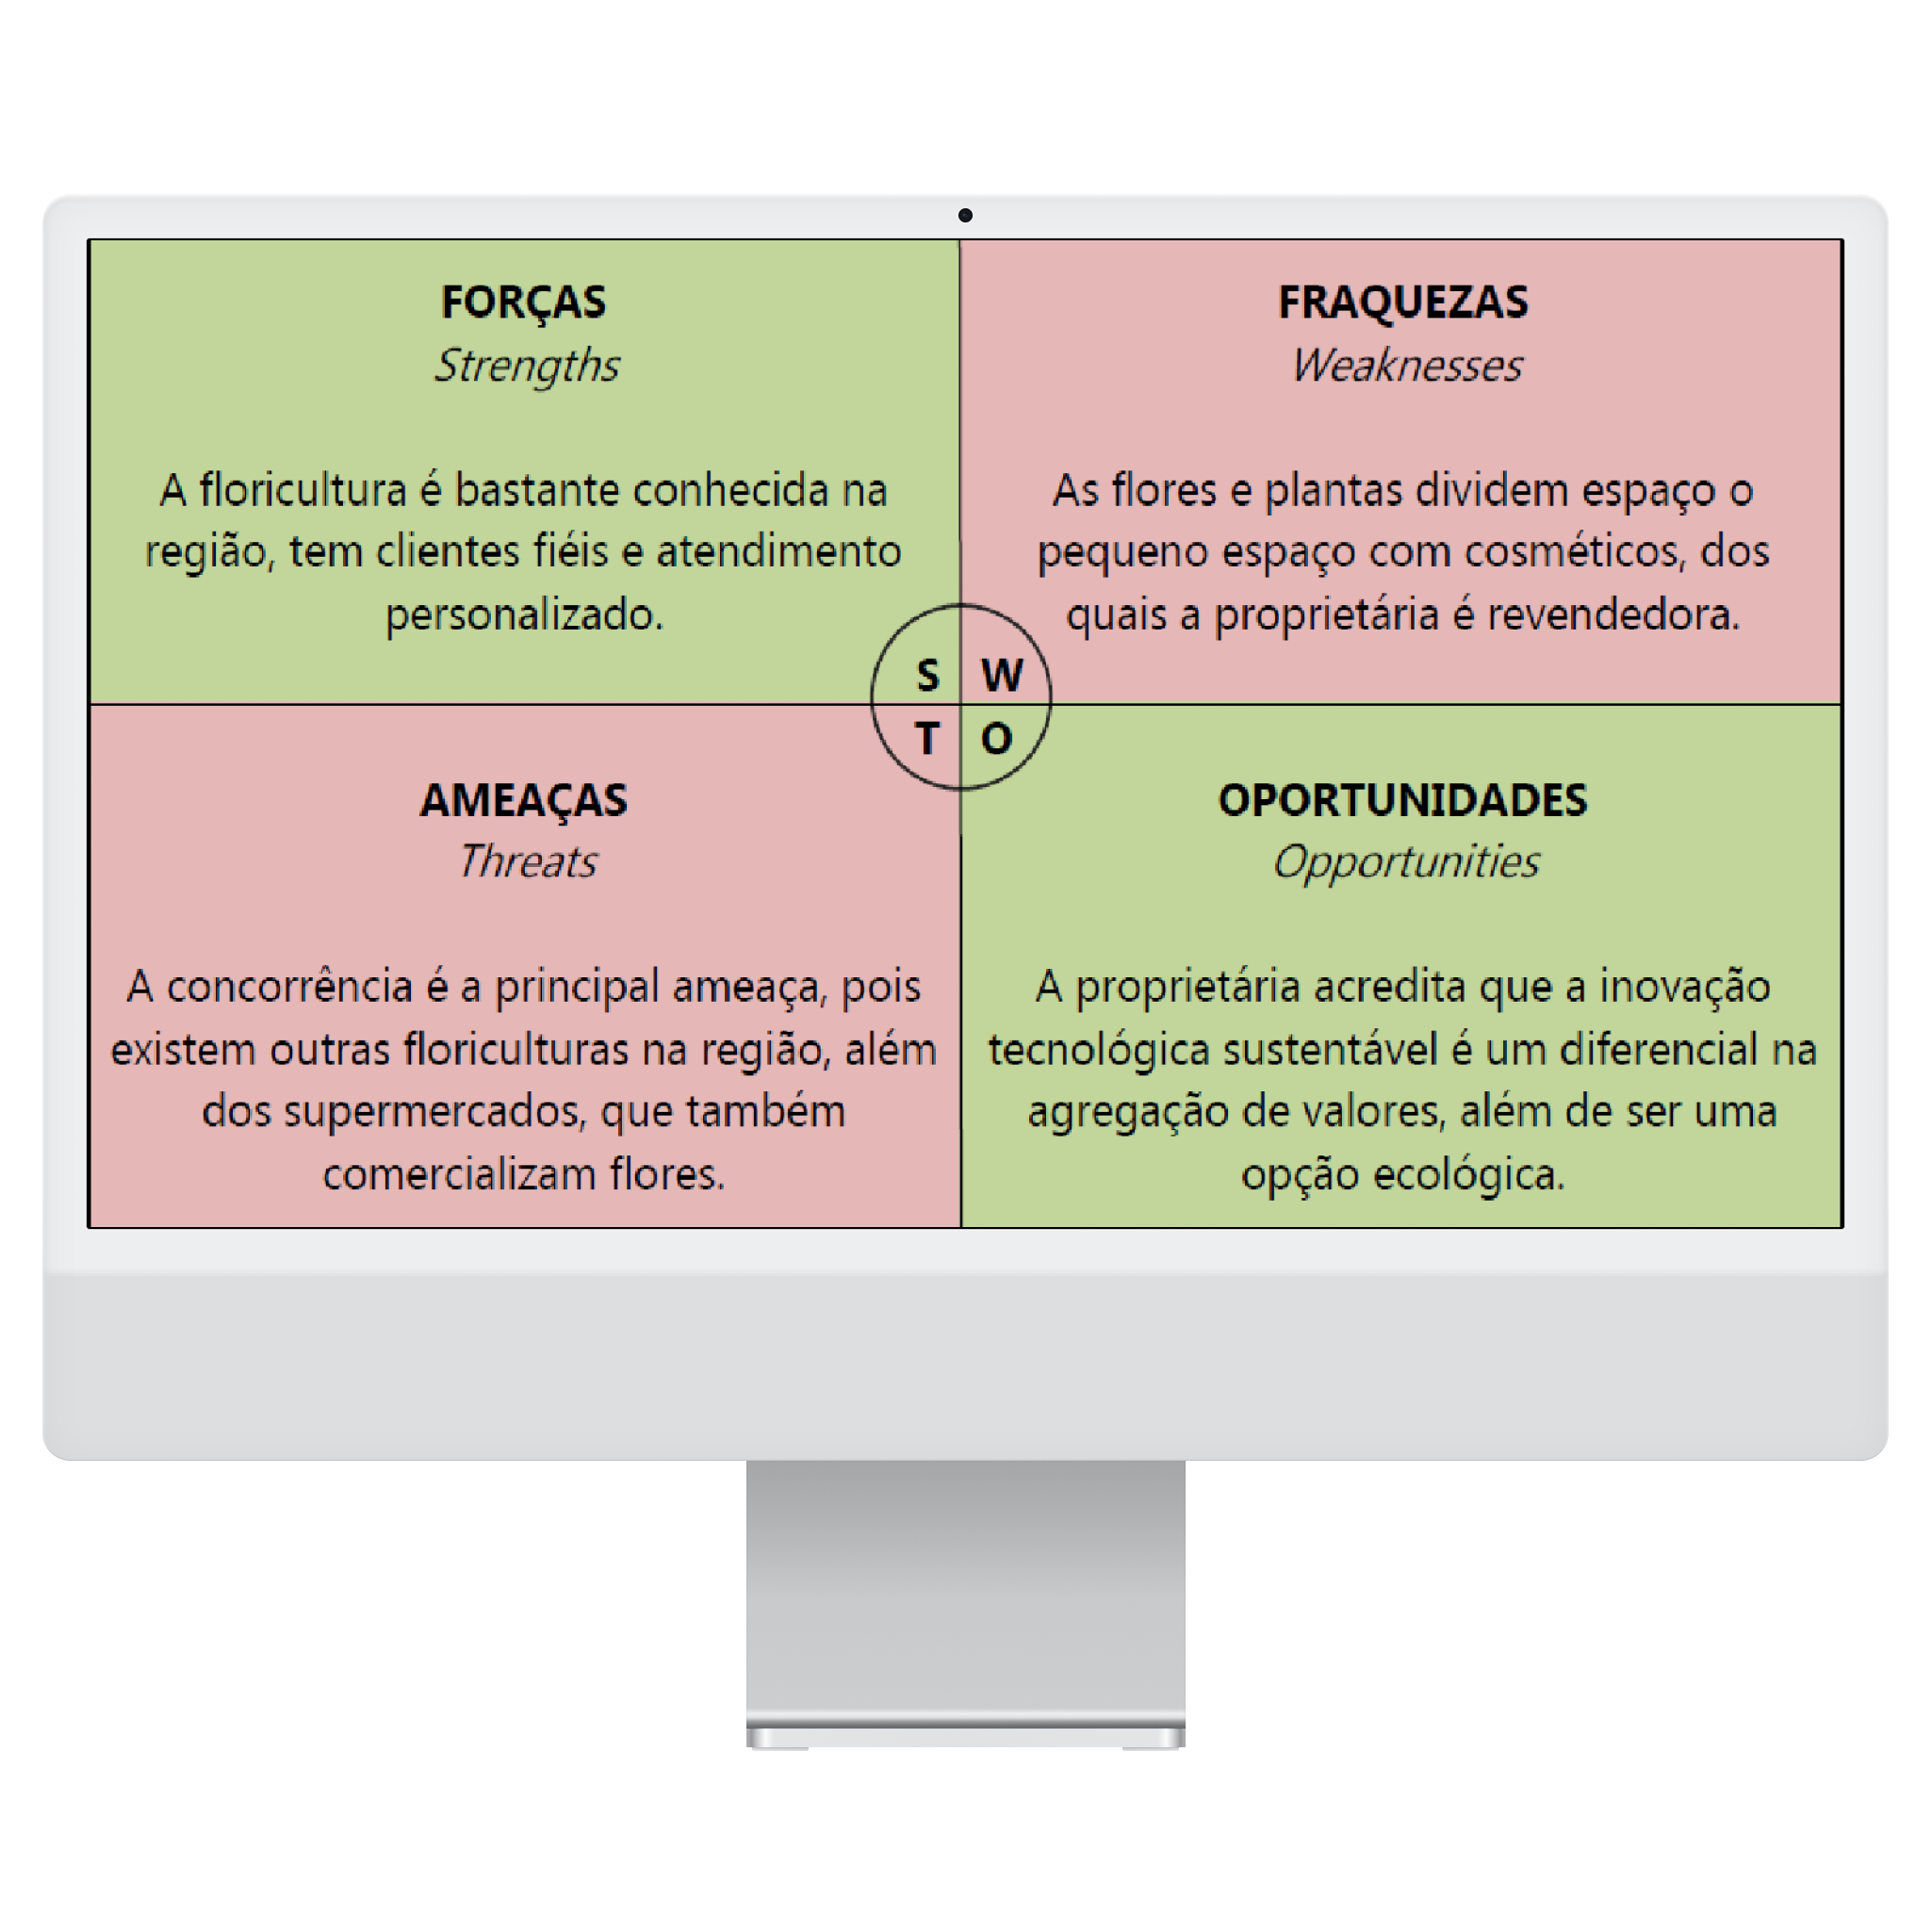 FORÇAS
Strengths
A floricultura é bastante conhecida na
região, tem clientes fiéis e atendimento
personalizado.
FRAQUEZAS
Weaknesses
As flores e plantas dividem espaço o
pequeno espaço com cosméticos, dos
quais a proprietária é revendedora.
S W
T O
AMEAÇAS
Threats
A concorrência é a principal ameaça, pois
existem outras floriculturas na região, além
dos supermercados, que também
comercializam flores.
OPORTUNIDADES
Opportunities
A proprietária acredita que a inovação
tecnológica sustentável é um diferencial na
agregação de valores, além de ser uma
opção ecológica.